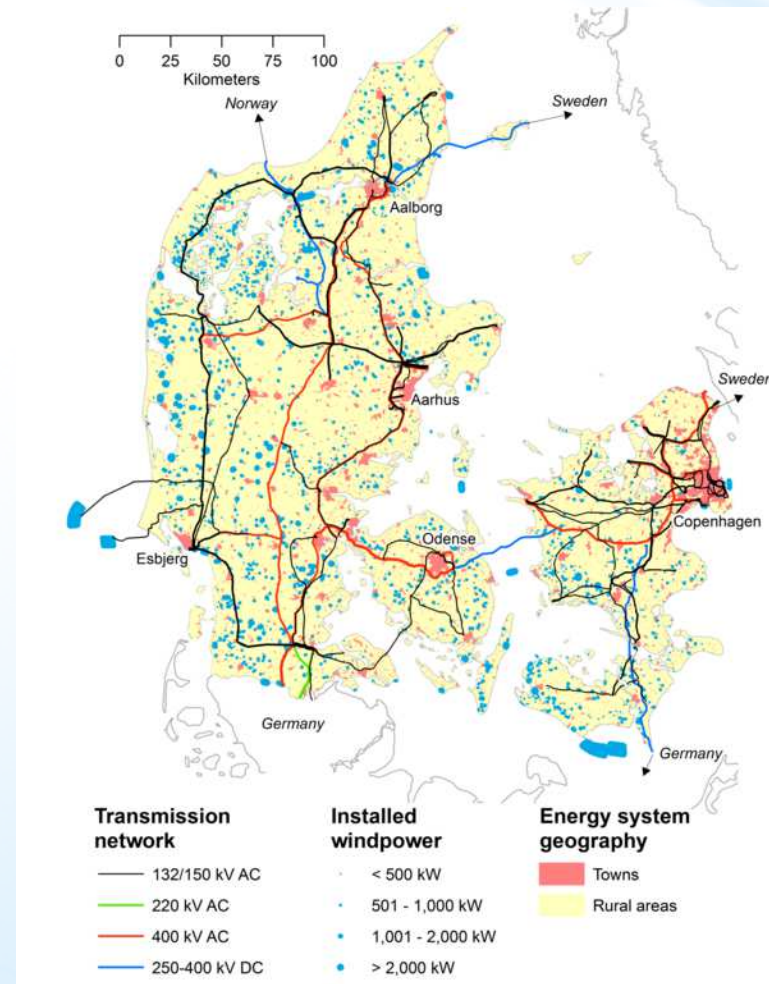 0 25 50 75 100
Kilometers
Norway
Sweden
Aalborg
Sweden
Aarhus
Copenhagen
Odense
Esbjerg
Germany
Germany
Transmission
network
132/150 kV AC
220 kV AC
400 kV AC
250-400 kV DC
Installed
windpower
< 500 kW
501 - 1,000 kW
1,001 - 2,000 kW
> 2,000 kW
Energy system
geography
Towns
Rural areas